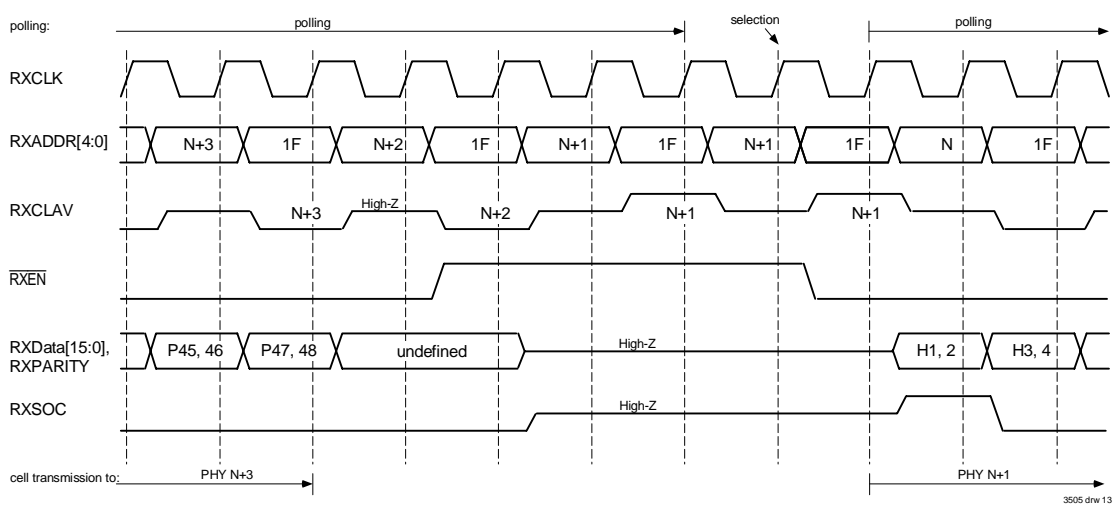 polling: polling selection polling
RXCLK
RXADDR[4:0] N+3 1F N+2 1F N+1 1F N+1 1F N 1F
RXCLAV N+3 High-Z N+2 N+1 N+1
RXEN
RXData[15:0], P45, 46 P47, 48 undefined High-Z H1, 2 H3, 4
RXPARITY
RXSOC High-Z
cell transmission to: PHY N+3 PHY N+1
3505 drw 13